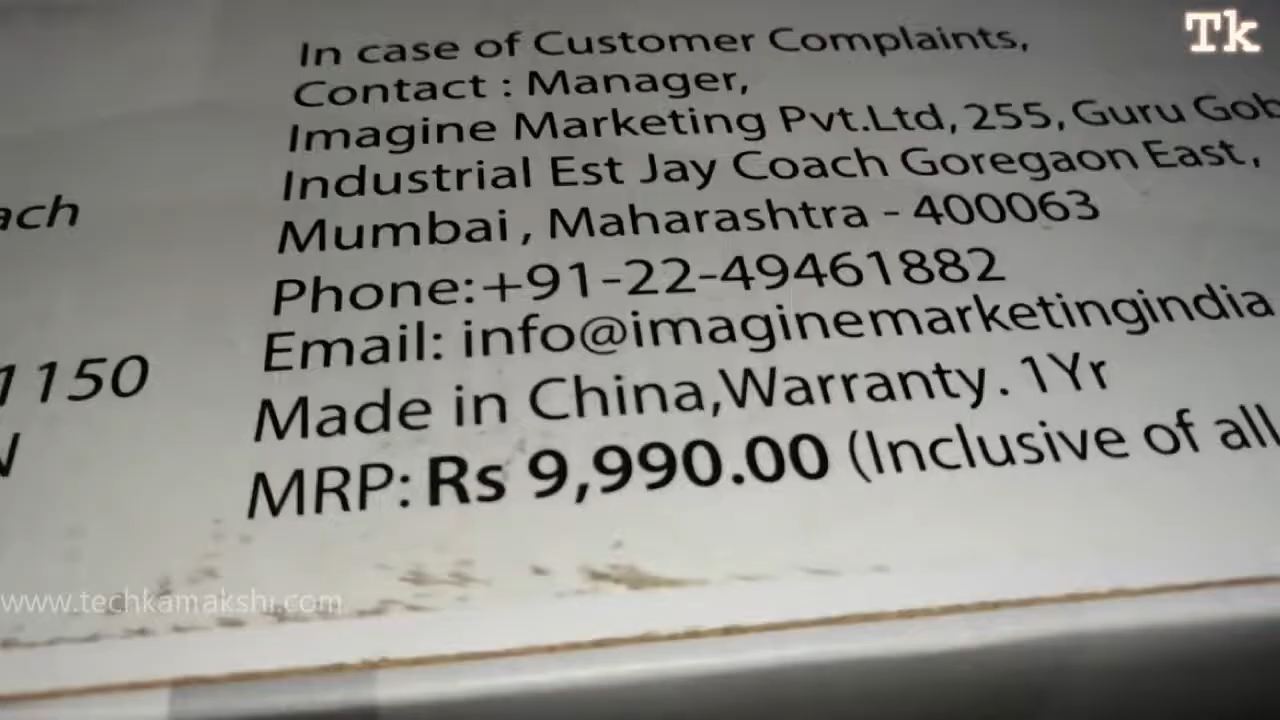 Tk
In case of Customer Complaints,
Contact : Manager,
Imagine Marketing Pvt.Ltd, 255, Guru Gob
Industrial Est Jay Coach Goregaon East,
ach
Mumbai , Maharashtra - 400063
Phone:+91-22-49461882
Email: info@imaginemarketingindia
1150
Made in China,Warranty. 1Yr
MRP: Rs 9,990.00 (Inclusive of all
www.techkamakshi.com